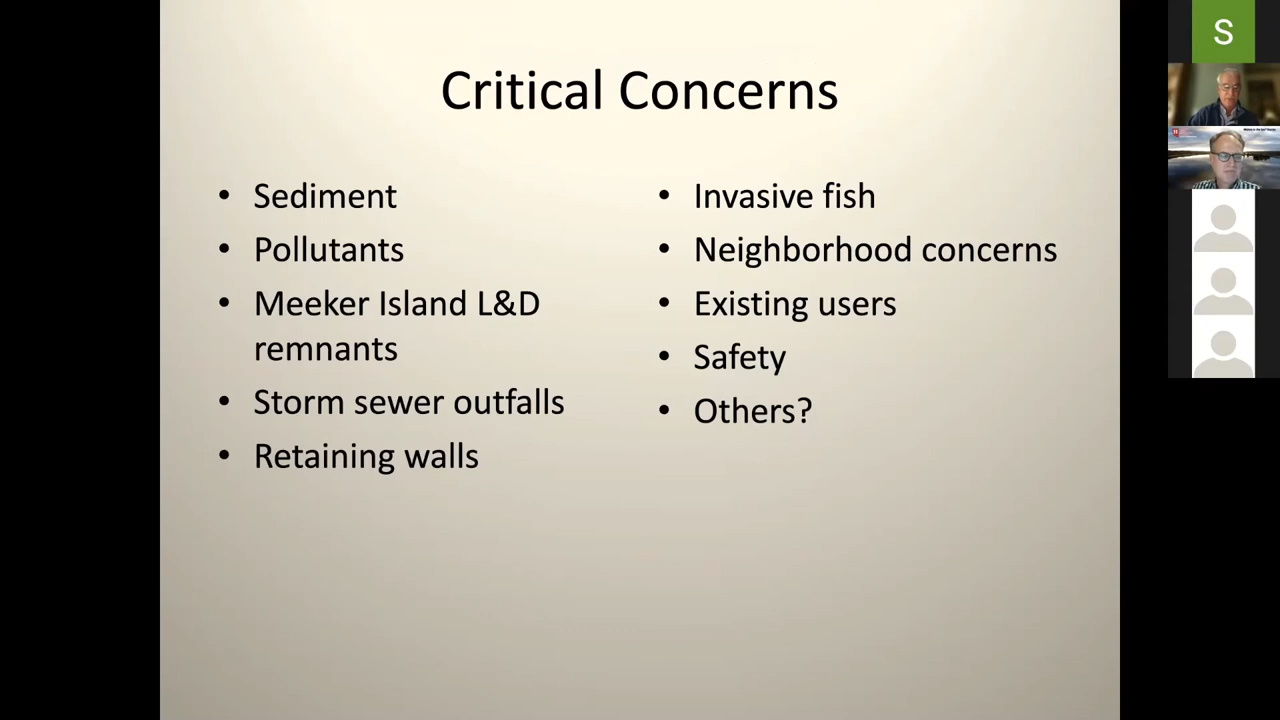 Critical Concerns
• Sediment
• Pollutants
• Meeker Island L&D
remnants
• Storm sewer outfalls
• Retaining walls
• Invasive fish
• Neighborhood concerns
• Existing users
• Safety
• Others?
S